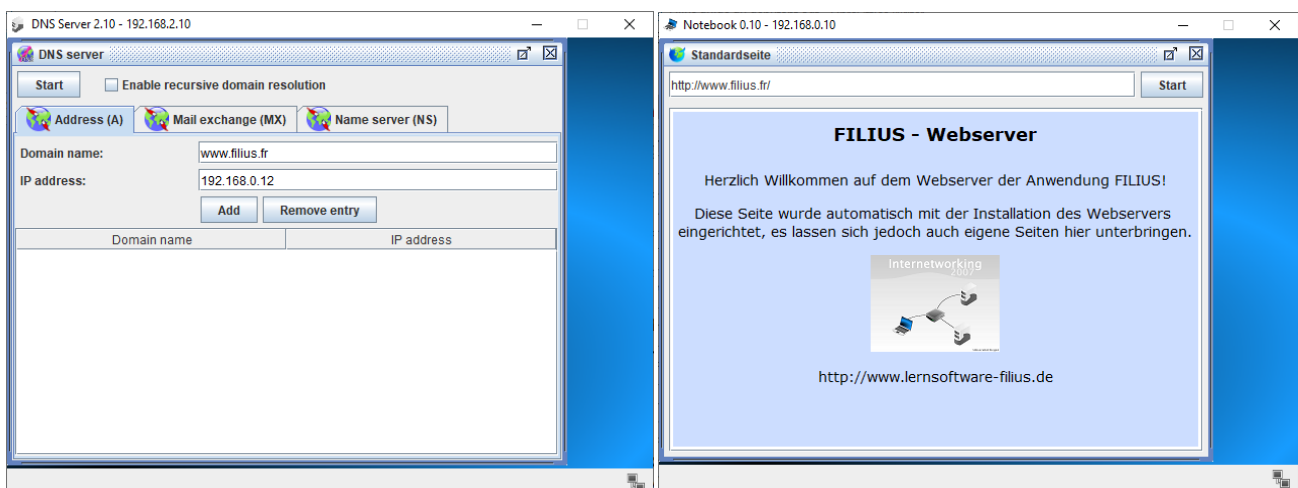 DNS Server 2.10 - 192.168.2.10
DNS server
Start
Enable recursive domain resolution
Address (A)
Mail exchange (MX)
Name server (NS)
Domain name:
www.filius.fr
IP address:
192.168.0.12
Add
Remove entry
Domain name
IP address
Notebook 0.10 - 192.168.0.10
Standardseite
http://www.filius.fr/
Start
FILIUS - Webserver
Herzlich Willkommen auf dem Webserver der Anwendung FILIUS!
Diese Seite wurde automatisch mit der Installation des Webservers
eingerichtet, es lassen sich jedoch auch eigene Seiten hier unterbringen.
Internetworking
2007
http://www.lernsoftware-filius.de